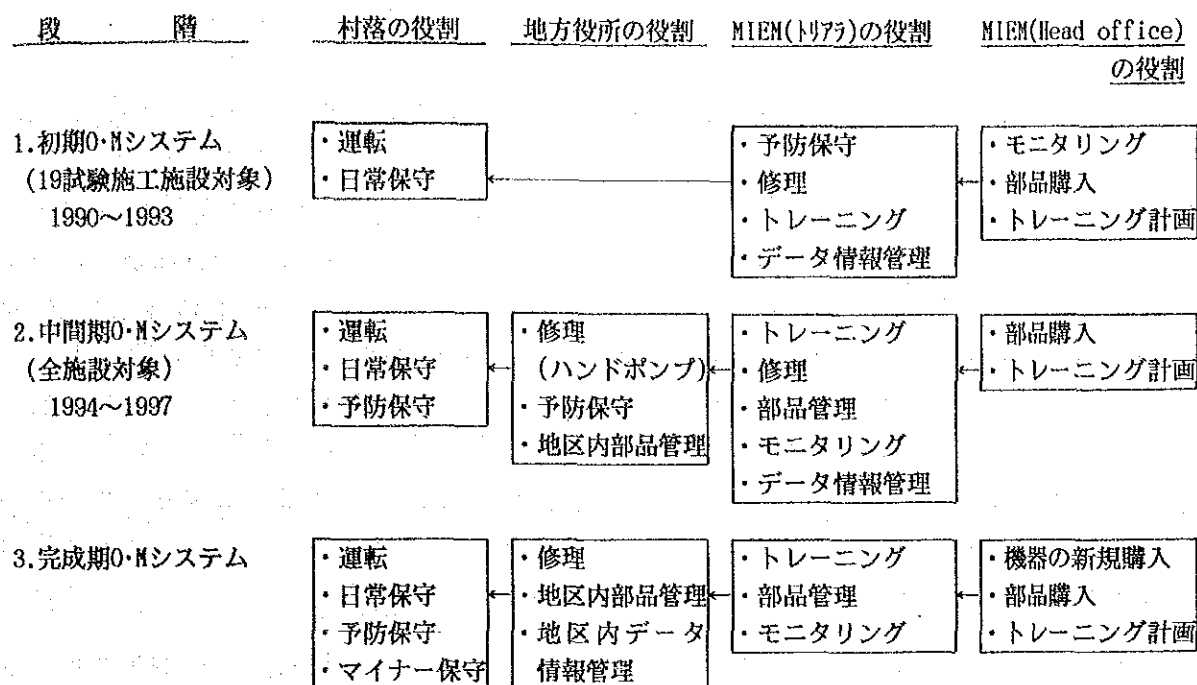 段　　階　　村落の役割　　地方役所の役割　　MIEM(トリアラ)の役割　　MIEM(Head office)
の役割
1.初期O･Mシステム
(19試験施工施設対象)
1990～1993
・運転
・日常保守
・予防保守
・修理
・トレーニング
・データ情報管理
・モニタリング
・部品購入
・トレーニング計画
2.中間期O･Mシステム
(全施設対象)
1994～1997
・運転
・日常保守
・予防保守
・修理
(ハンドポンプ)
・予防保守
・地区内部品管理
・トレーニング
・修理
・部品管理
・モニタリング
・データ情報管理
・部品購入
・トレーニング計画
3.完成期O･Mシステム
・運転
・日常保守
・予防保守
・マイナー保守
・修理
・地区内部品管理
・地区内データ
情報管理
・トレーニング
・部品管理
・モニタリング
・機器の新規購入
・部品購入
・トレーニング計画